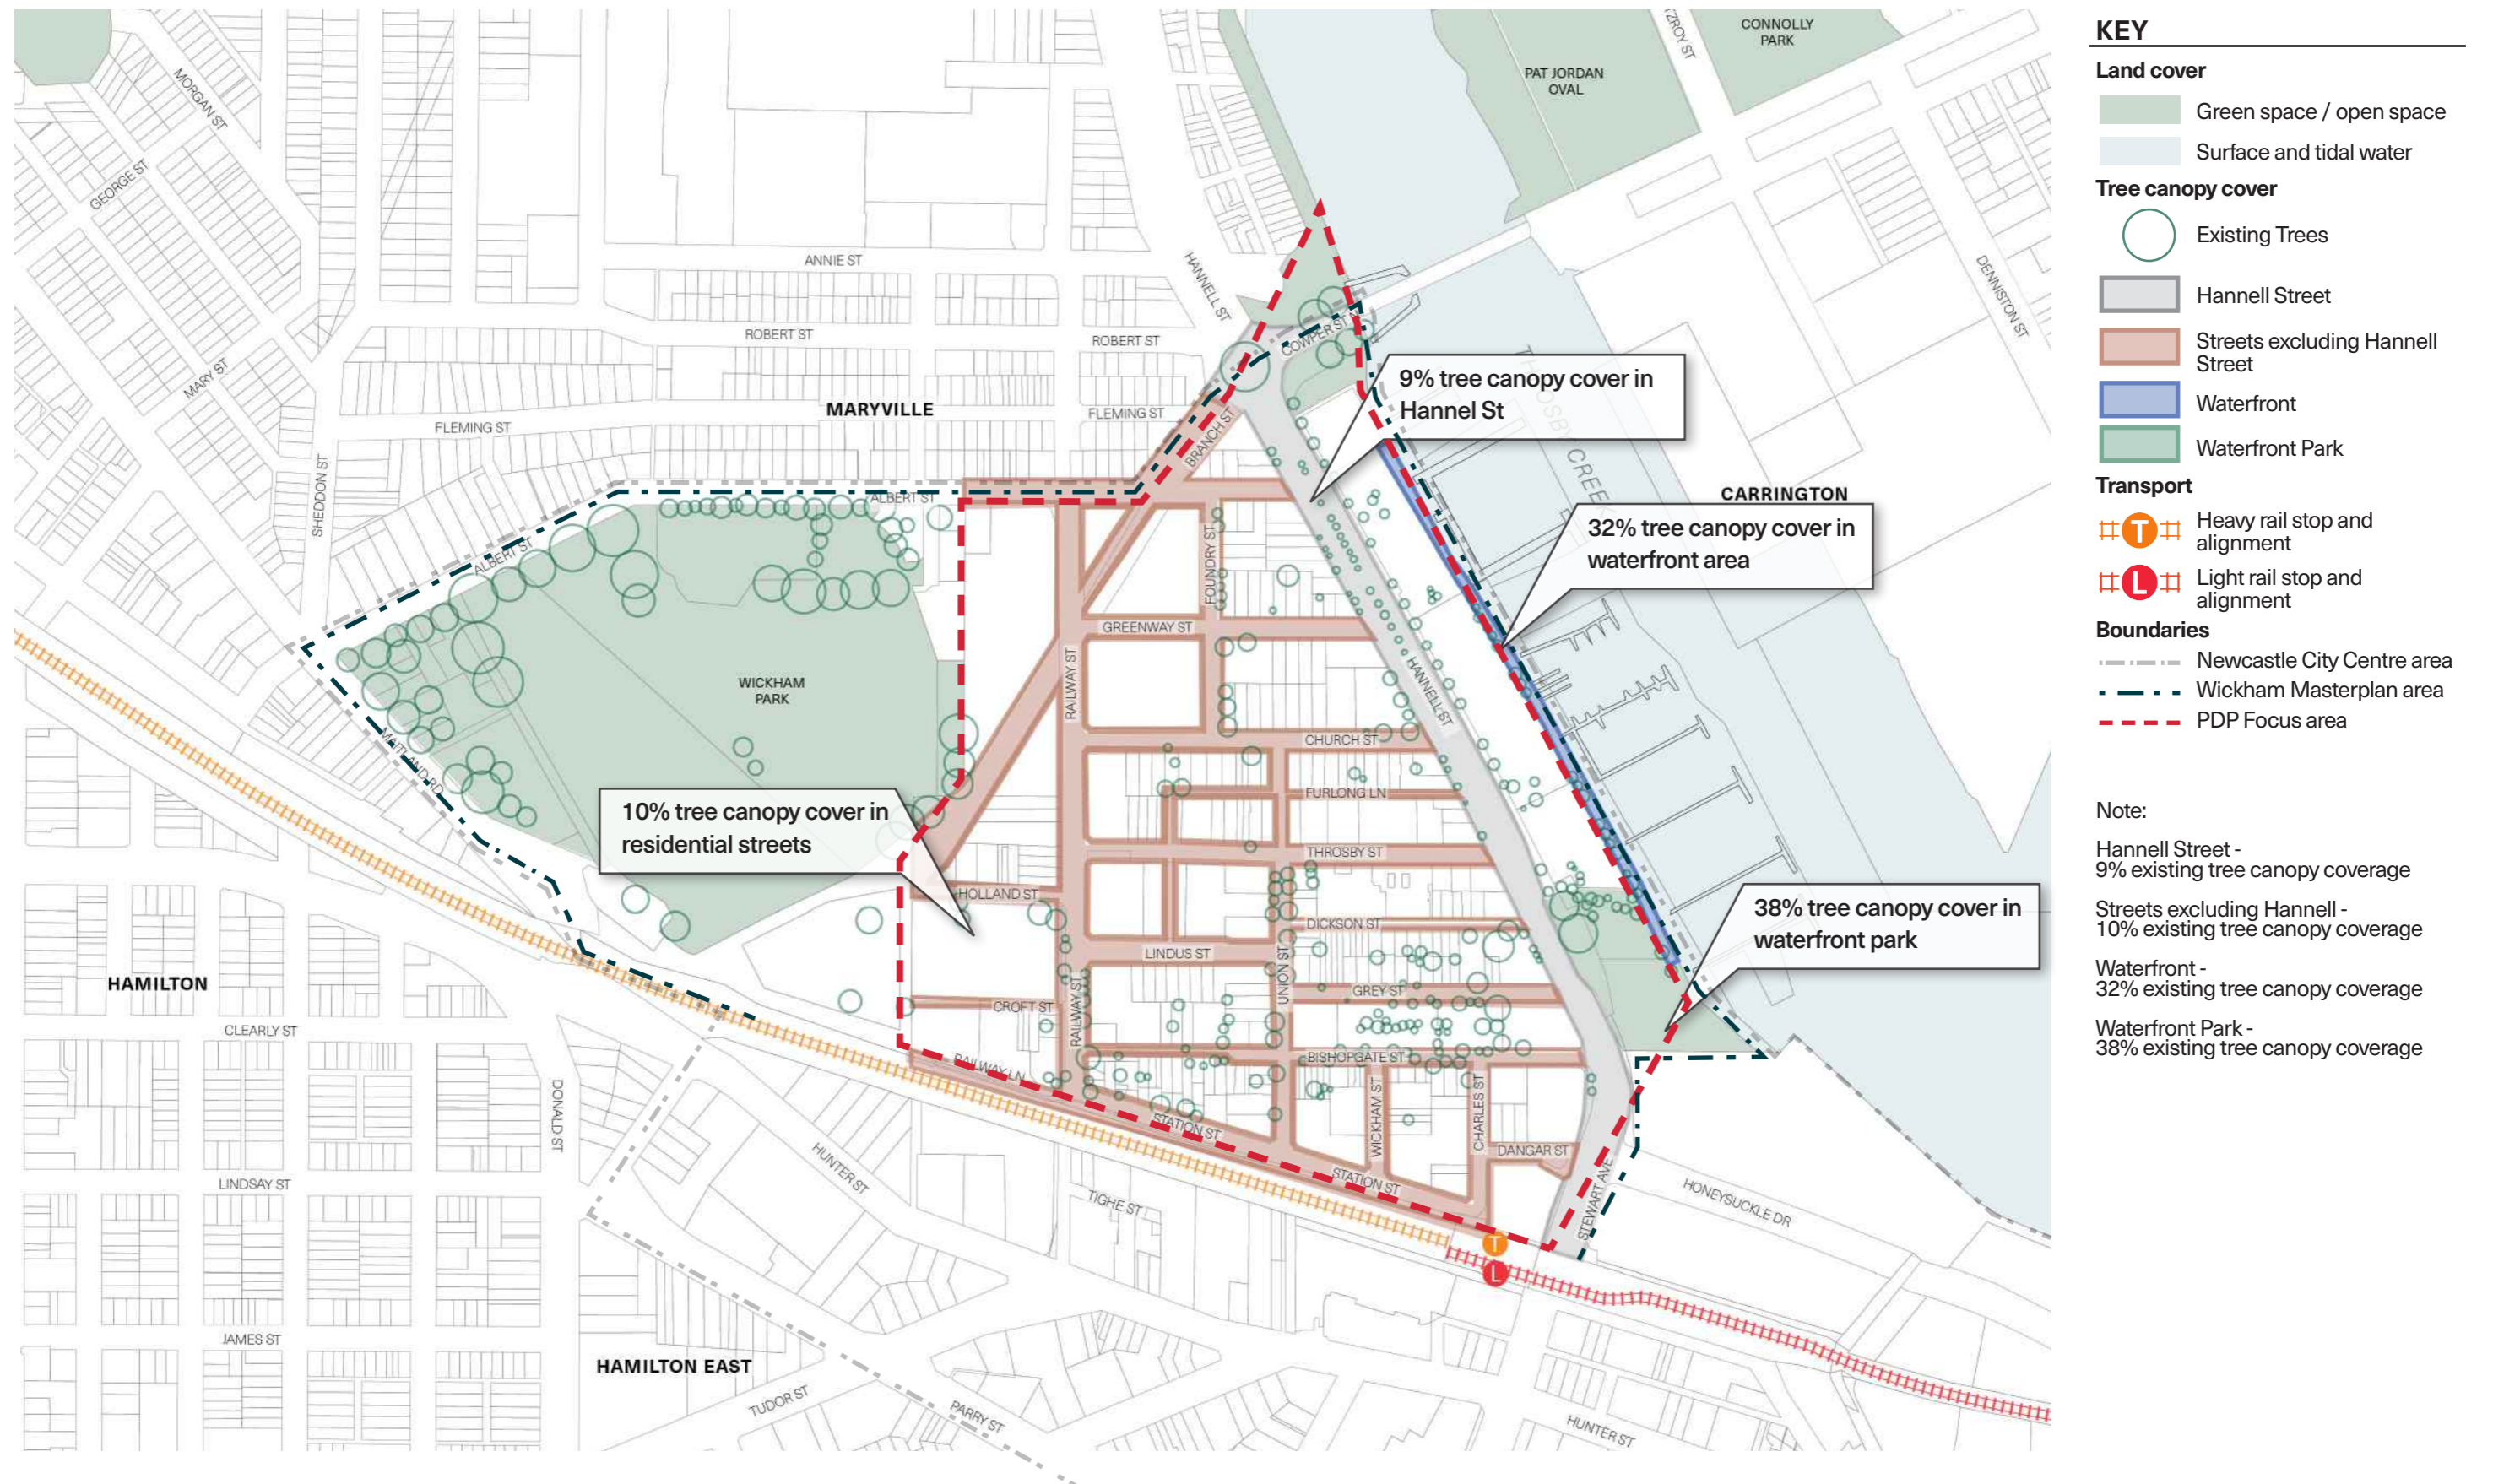 CONNOLLY
PARK
PAT JORDAN
OVAL
MORGAN ST
GEORGE ST
ANNIE ST
HANNELL ST
DENNISTON ST
ROBERT ST
ROBERT ST
COWPER ST
MARY ST
MARYVILLE
FLEMING ST
FLEMING ST
BRANCH ST
9% tree canopy cover in
Hannel St
SHEDDON ST
ALBERT ST
ALBERT ST
CARRINGTON
32% tree canopy cover in
waterfront area
FOUNDRY ST
GREENWAY ST
RAILWAY ST
HANNELL ST
WICKHAM
PARK
CHURCH ST
MAITLAND RD
FURLONG LN
10% tree canopy cover in
residential streets
THROSBY ST
HOLLAND ST
DICKSON ST
38% tree canopy cover in
waterfront park
LINDUS ST
UNION ST
HAMILTON
GREY ST
CROFT ST
RAILWAY ST
CLEARLY ST
BISHOPGATE ST
RAILWAY LN
DONALD ST
WICKHAM ST
CHARLES ST
STATION ST
DANGAR ST
HUNTER ST
STATION ST
STEWART AVE
LINDSAY ST
TIGHE ST
HONEYSUCKLE DR
T
L
JAMES ST
HAMILTON EAST
TUDOR ST
PARRY ST
HUNTER ST
KEY
Land cover
Green space / open space
Surface and tidal water
Tree canopy cover
Existing Trees
Hannell Street
Streets excluding Hannell
Street
Waterfront
Waterfront Park
Transport
T
Heavy rail stop and
alignment
L
Light rail stop and
alignment
Boundaries
Newcastle City Centre area
Wickham Masterplan area
PDP Focus area
Note:
Hannell Street -
9% existing tree canopy coverage
Streets excluding Hannell -
10% existing tree canopy coverage
Waterfront -
32% existing tree canopy coverage
Waterfront Park -
38% existing tree canopy coverage